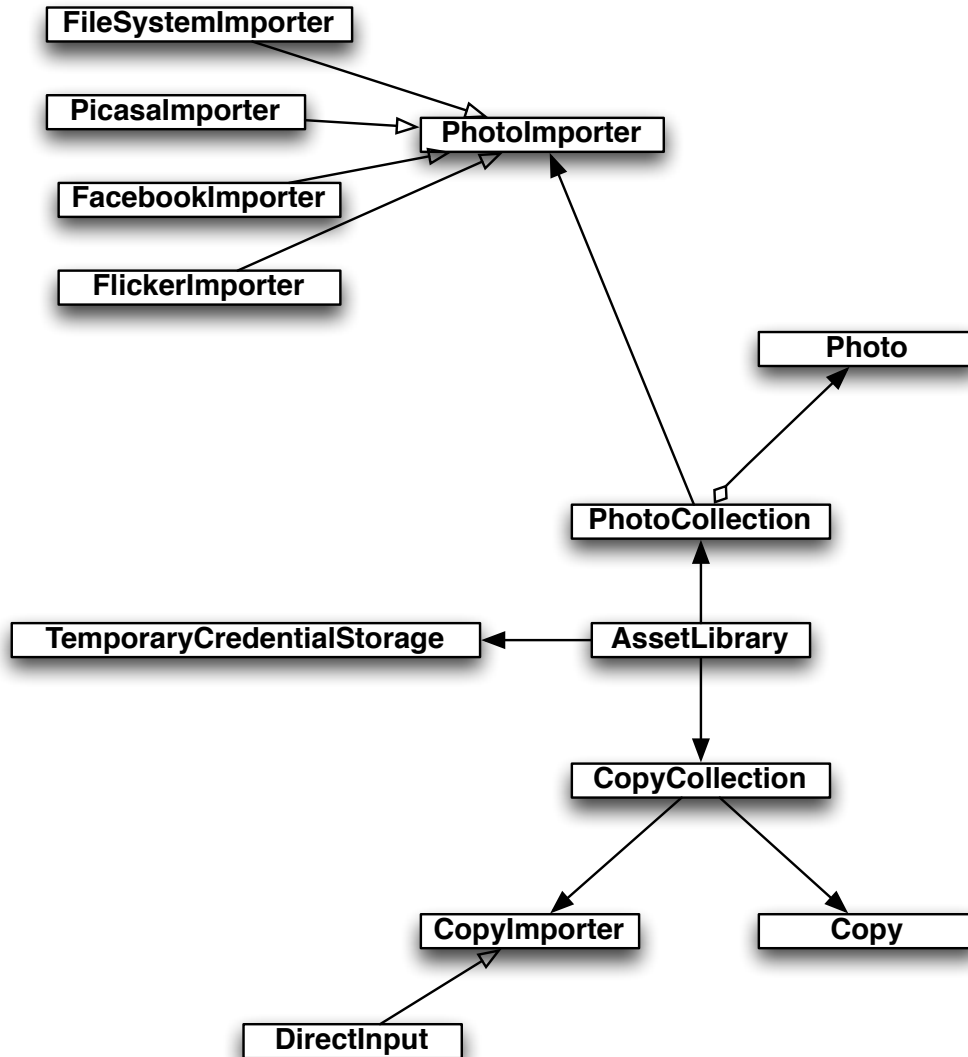 FileSystemImporter
PicasaImporter
PhotoImporter
FacebookImporter
FlickerImporter
Photo
PhotoCollection
TemporaryCredentialStorage
AssetLibrary
CopyCollection
CopyImporter
Copy
DirectInput